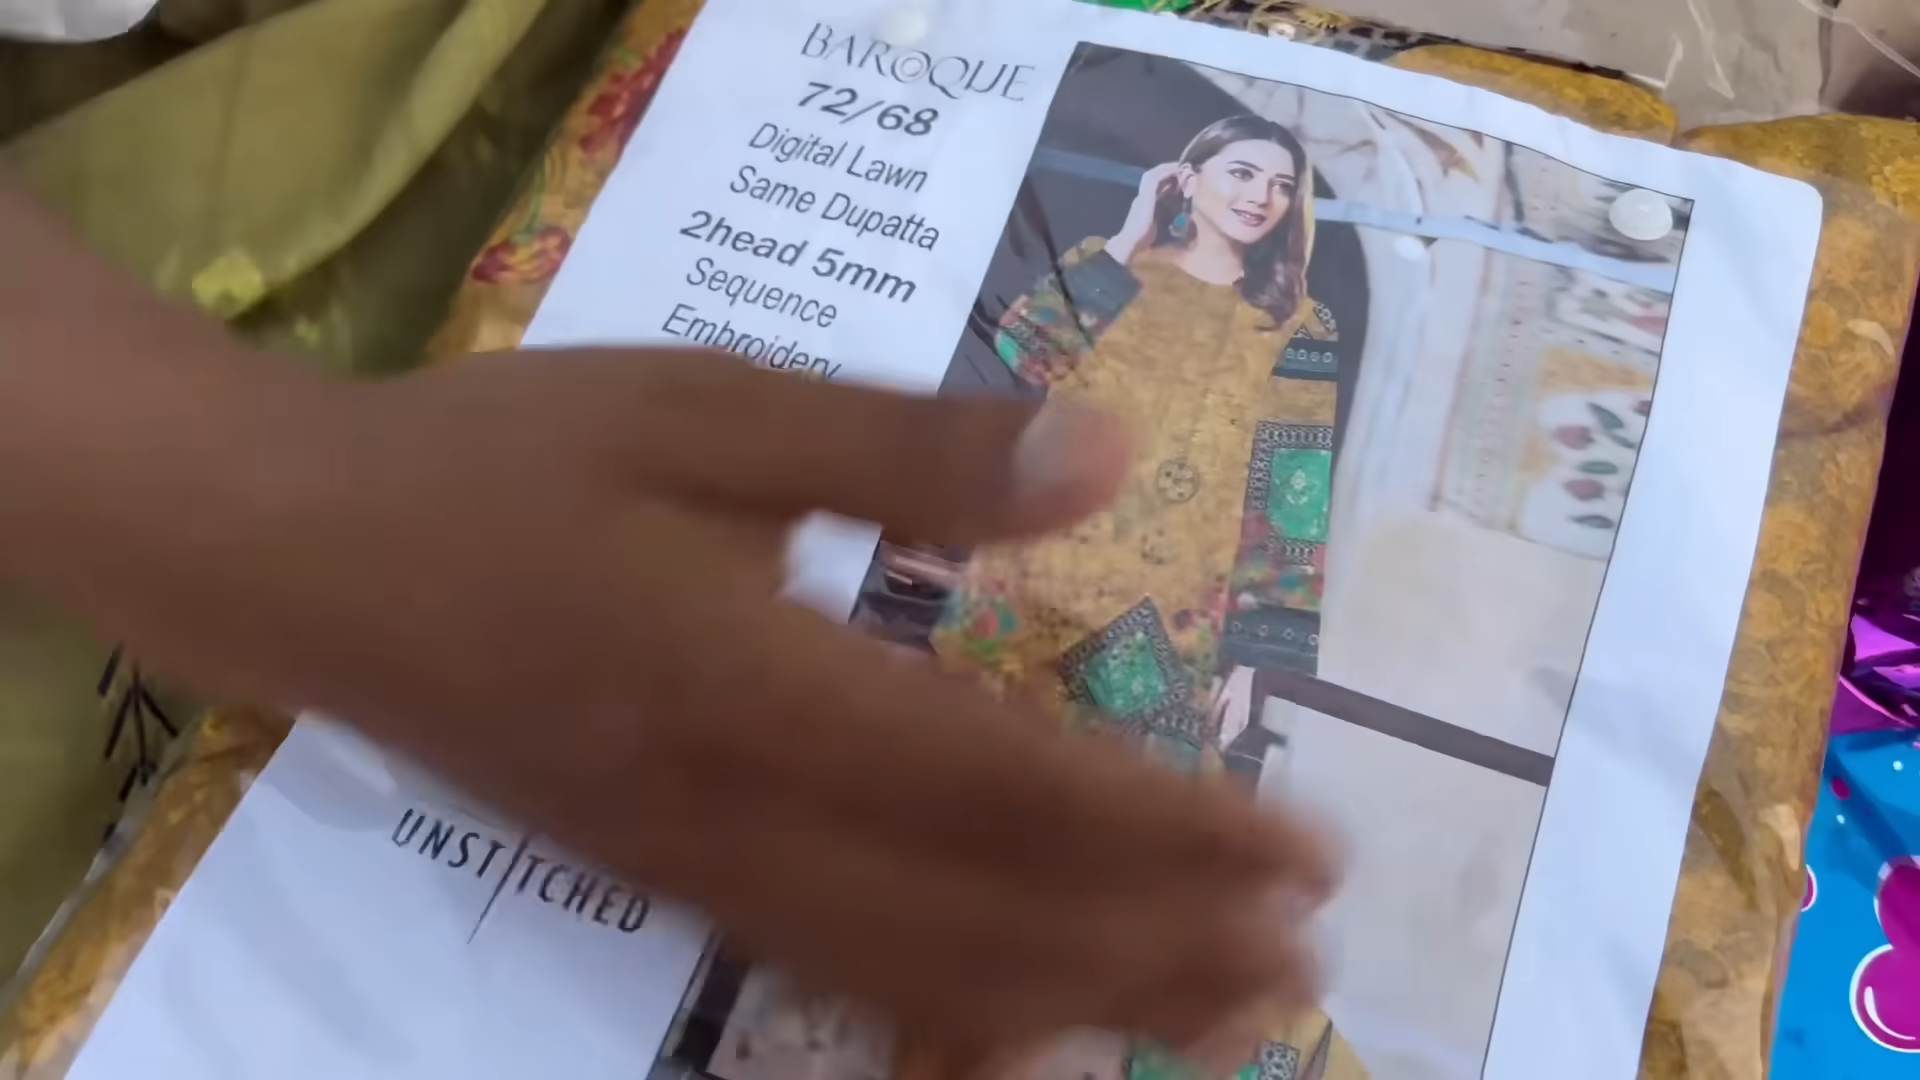 BAROQUE
72/68
Digital Lawn
Same Dupatta
2head 5mm
Sequence
Embroidery
UNSTITCHED